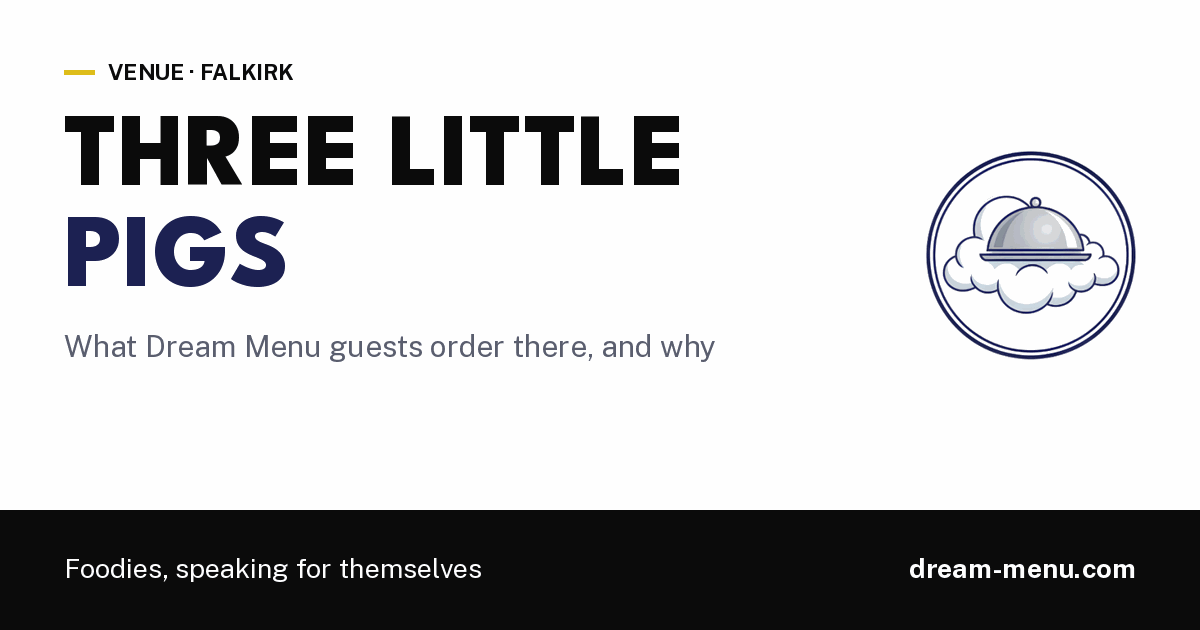 VENUE · FALKIRK
THREE LITTLE
PIGS
What Dream Menu guests order there, and why
Foodies, speaking for themselves
dream-menu.com